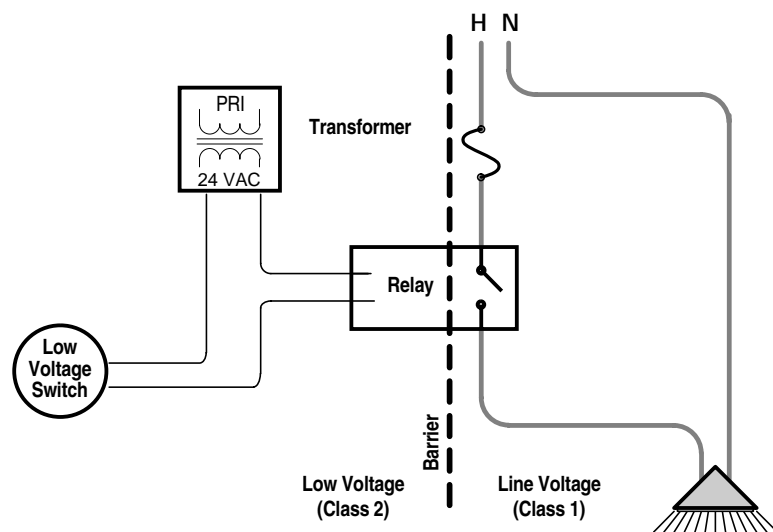 H N
PRI
24 VAC
Transformer
Relay
Low
Voltage
Switch
Barrier
Low Voltage
(Class 2)
Line Voltage
(Class 1)